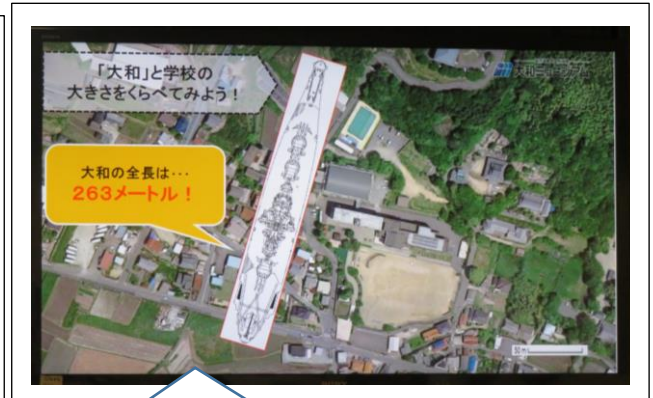 「大和」と学校の
大きさをくらべてみよう！
大和の全長は・・・
263メートル！
50m